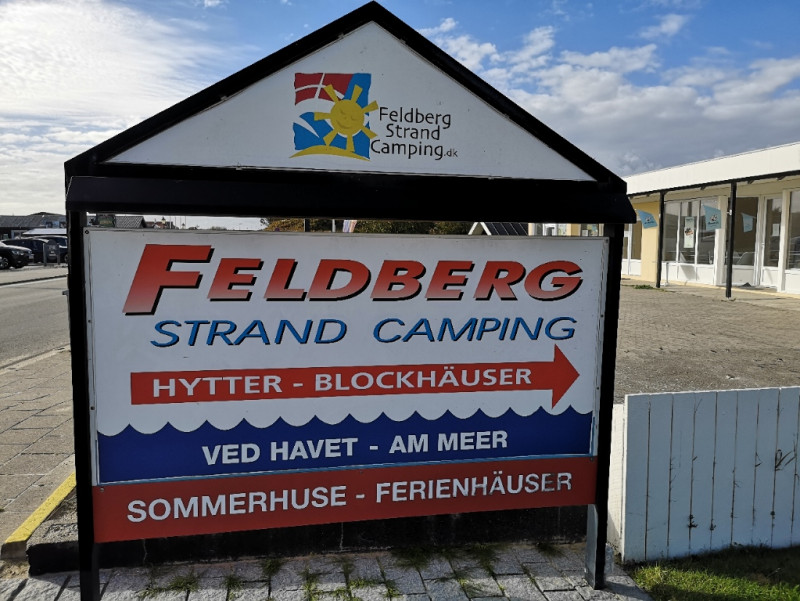 Feldberg
Strand
Camping.dk
FELDBERG
STRAND CAMPING
HYTTER - BLOCKHÄUSER
VED HAVET - AM MEER
SOMMERHUSE - FERIENHÄUSER